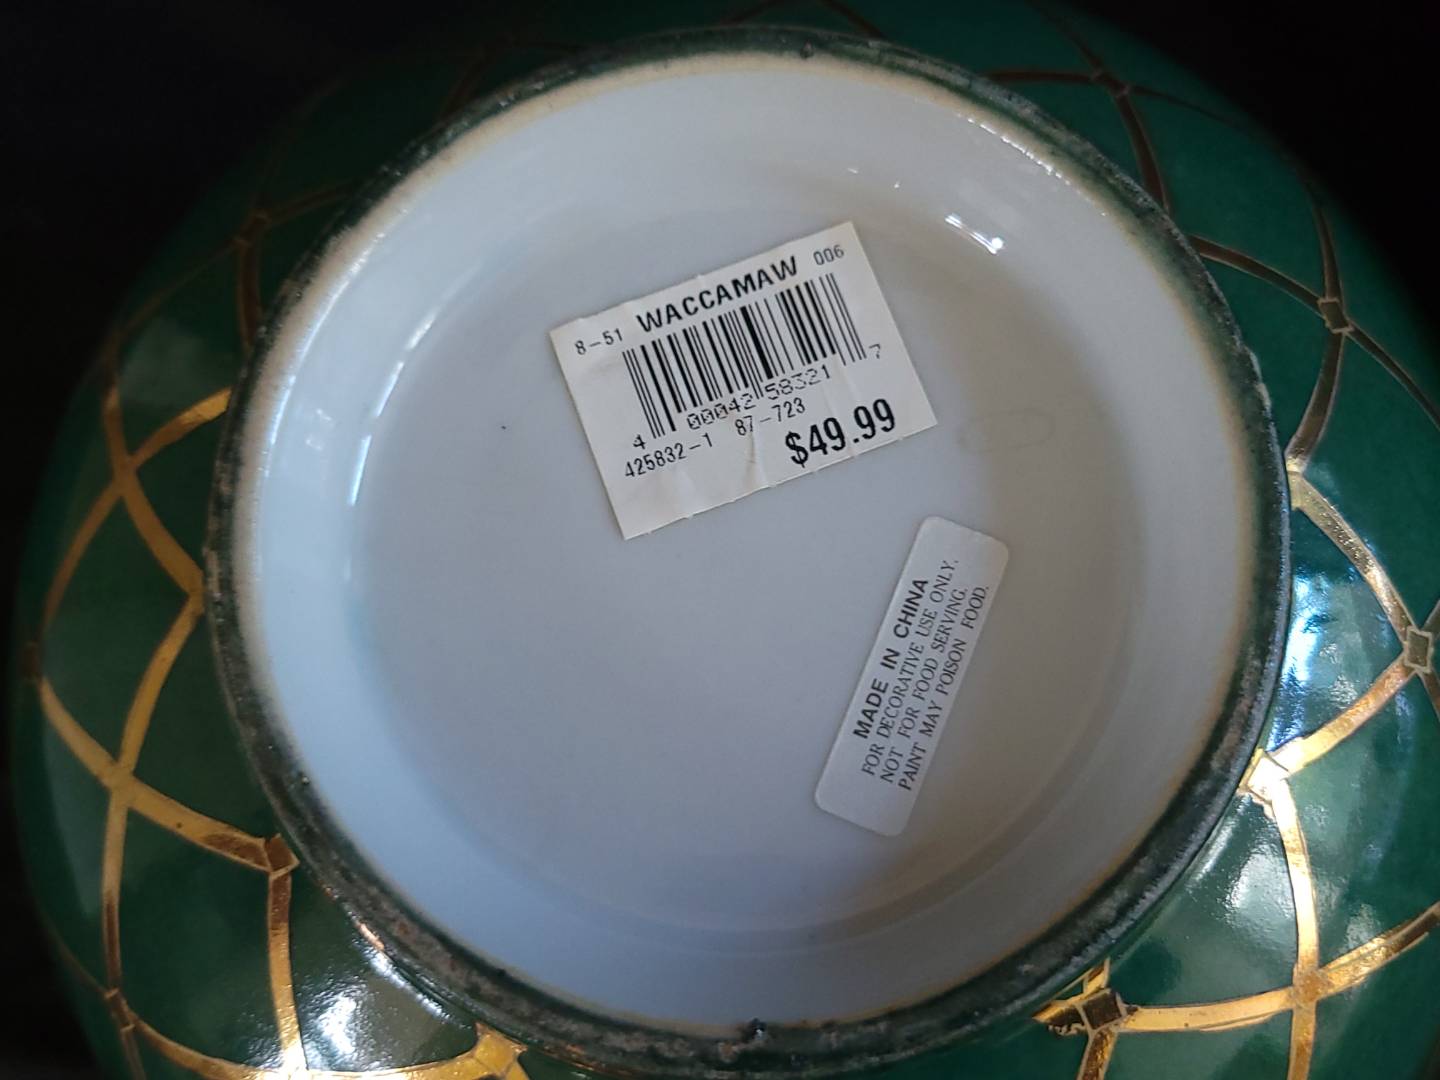 8-51 WACCAMAW 006
4 00042 58321 7
425832-1 87-723
$49.99
MADE IN CHINA
FOR DECORATIVE USE ONLY.
NOT FOR FOOD SERVING.
PAINT MAY POISON FOOD.